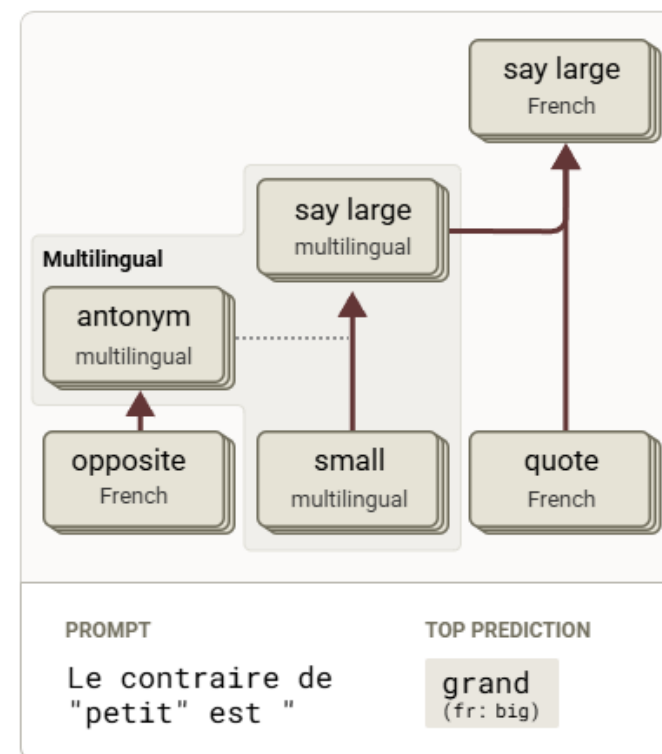 say large
French
say large
multilingual
Multilingual
antonym
multilingual
opposite
French
small
multilingual
quote
French
PROMPT
Le contraire de
"petit" est "
TOP PREDICTION
grand
(fr: big)